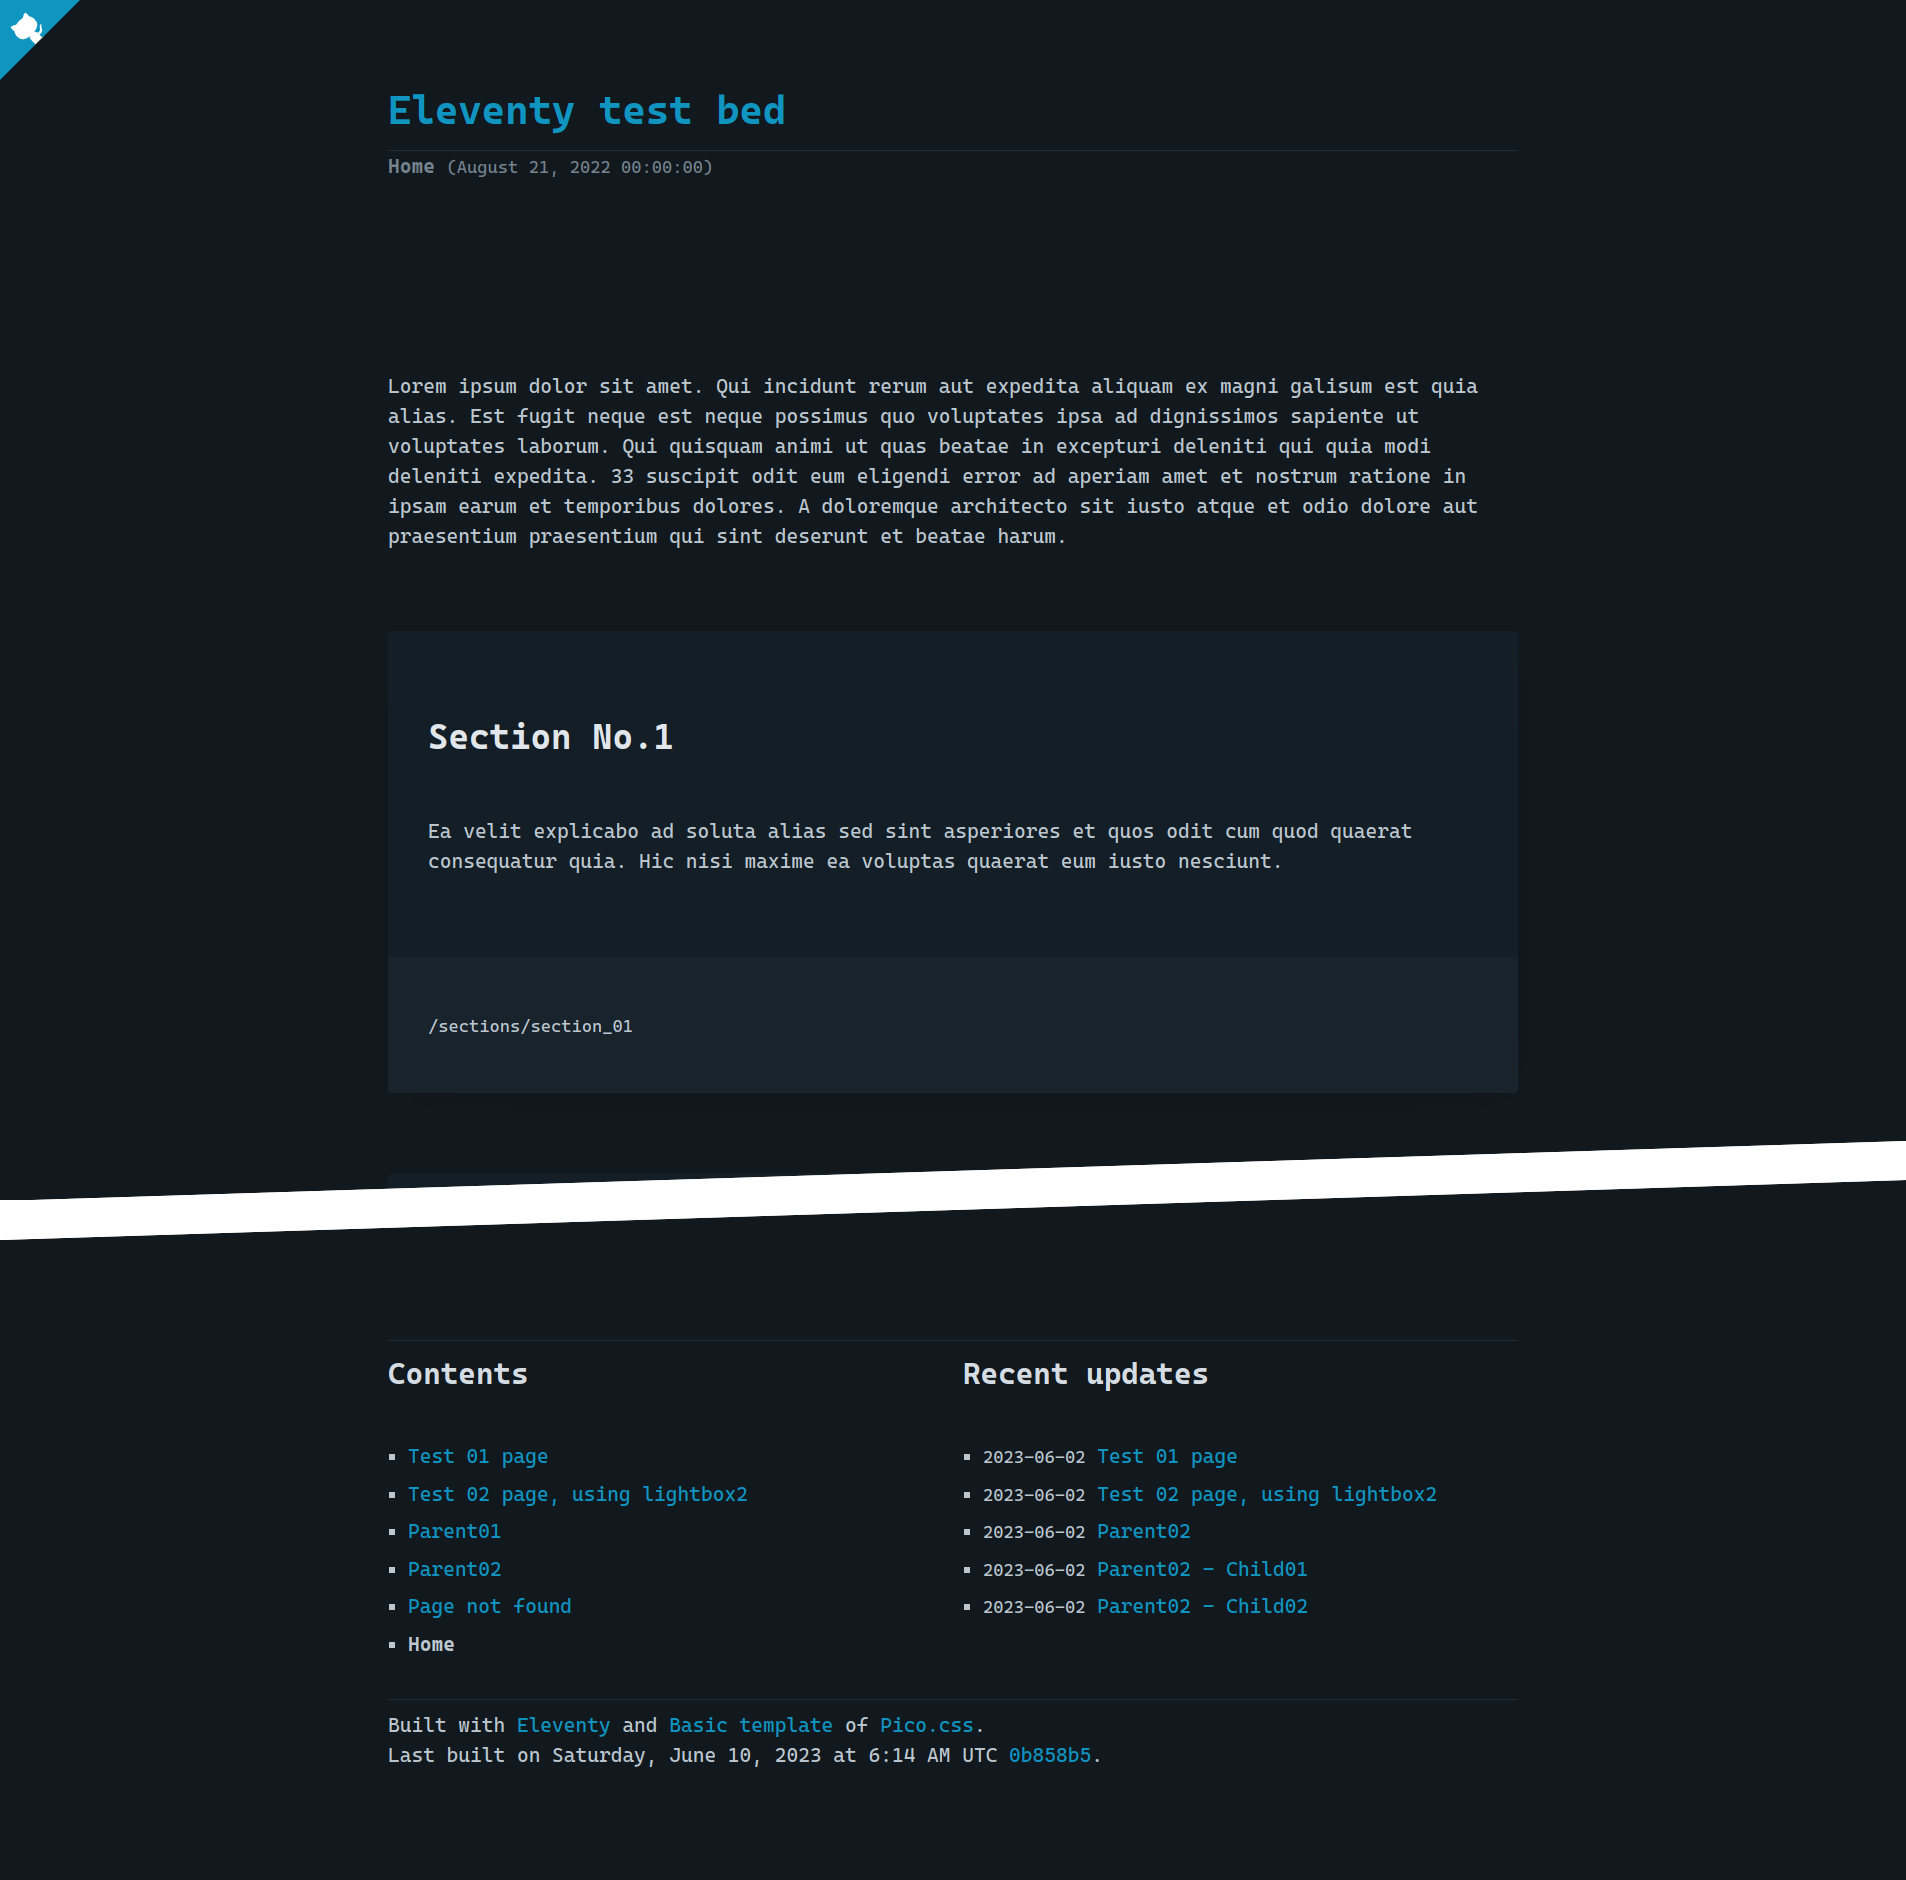 Eleventy test bed
Home (August 21, 2022 00:00:00)
Lorem ipsum dolor sit amet. Qui incidunt rerum aut expedita aliquam ex magni galisum est quia
alias. Est fugit neque est neque possimus quo voluptates ipsa ad dignissimos sapiente ut
voluptates laborum. Qui quisquam animi ut quas beatae in excepturi deleniti qui quia modi
deleniti expedita. 33 suscipit odit eum eligendi error ad aperiam amet et nostrum ratione in
ipsam earum et temporibus dolores. A doloremque architecto sit iusto atque et odio dolore aut
praesentium praesentium qui sint deserunt et beatae harum.
Section No.1
Ea velit explicabo ad soluta alias sed sint asperiores et quos odit cum quod quaerat
consequatur quia. Hic nisi maxime ea voluptas quaerat eum iusto nesciunt.
/sections/section_01
Contents
Test 01 page
Test 02 page, using lightbox2
Parent01
Parent02
Page not found
Home
Recent updates
2023-06-02 Test 01 page
2023-06-02 Test 02 page, using lightbox2
2023-06-02 Parent02
2023-06-02 Parent02 - Child01
2023-06-02 Parent02 - Child02
Built with Eleventy and Basic template of Pico.css.
Last built on Saturday, June 10, 2023 at 6:14 AM UTC 0b858b5.